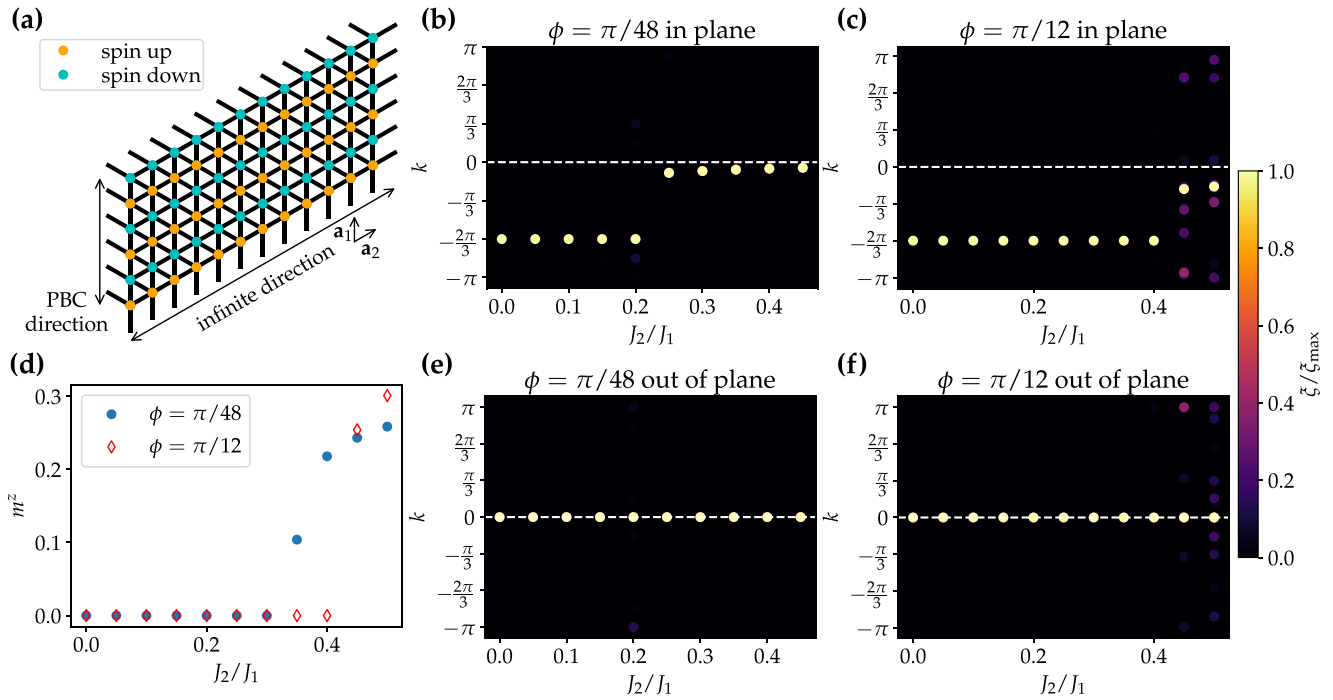 (a)
spin up
spin down
PBC
direction
infinite direction
a₁
a₂
(b)
ϕ = π/48 in plane
k
π
2π/3
π/3
0
−π/3
−2π/3
−π
0.0 0.1 0.2 0.3 0.4
J₂/J₁
(c)
ϕ = π/12 in plane
k
π
2π/3
π/3
0
−π/3
−2π/3
−π
0.0 0.2 0.4
J₂/J₁
(d)
ϕ = π/48
ϕ = π/12
mᶻ
0.3
0.2
0.1
0.0
0.0 0.2 0.4
J₂/J₁
(e)
ϕ = π/48 out of plane
k
π
2π/3
π/3
0
−π/3
−2π/3
−π
0.0 0.1 0.2 0.3 0.4
J₂/J₁
(f)
ϕ = π/12 out of plane
k
π
2π/3
π/3
0
−π/3
−2π/3
−π
0.0 0.2 0.4
J₂/J₁
1.0
0.8
0.6
0.4
0.2
0.0
ξ/ξmax